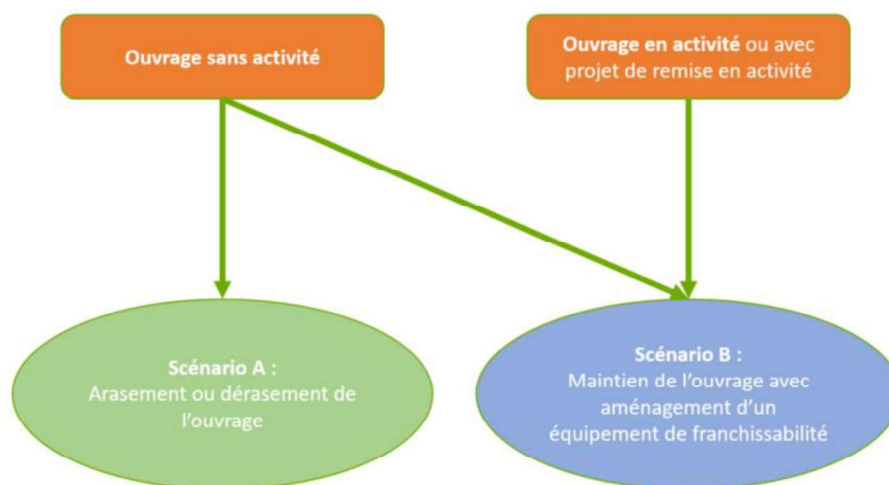 Ouvrage sans activité
Ouvrage en activité ou avec
projet de remise en activité
Scénario A :
Arasement ou dérasement de
l’ouvrage
Scénario B :
Maintien de l’ouvrage avec
aménagement d’un
équipement de franchissabilité